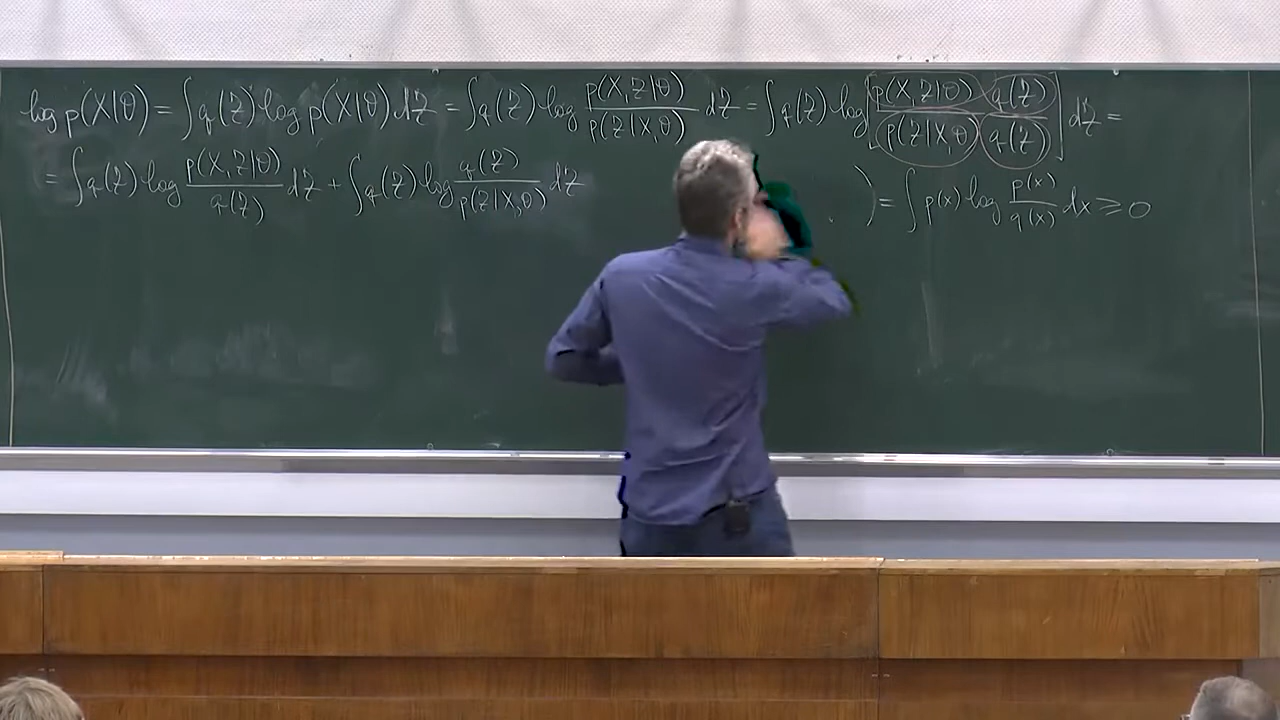 log p(X|θ) = ∫q(Z) log p(X|θ) dZ = ∫q(Z) log p(X,Z|θ)/p(Z|X,θ) dZ = ∫q(Z) log [p(X,Z|θ) q(Z)/p(Z|X,θ) q(Z)] dZ =
= ∫q(Z) log p(X,Z|θ)/q(Z) dZ + ∫q(Z) log q(Z)/p(Z|X,θ) dZ
) = ∫p(x) log p(x)/q(x) dx ⩾ 0